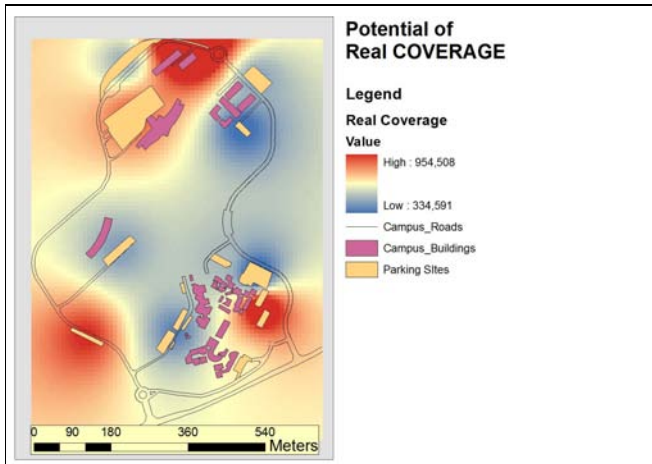 Potential of
Real COVERAGE
Legend
Real Coverage
Value
High : 954,508
Low : 334,591
Campus_Roads
Campus_Buildings
Parking SItes
0 90 180 360 540
Meters